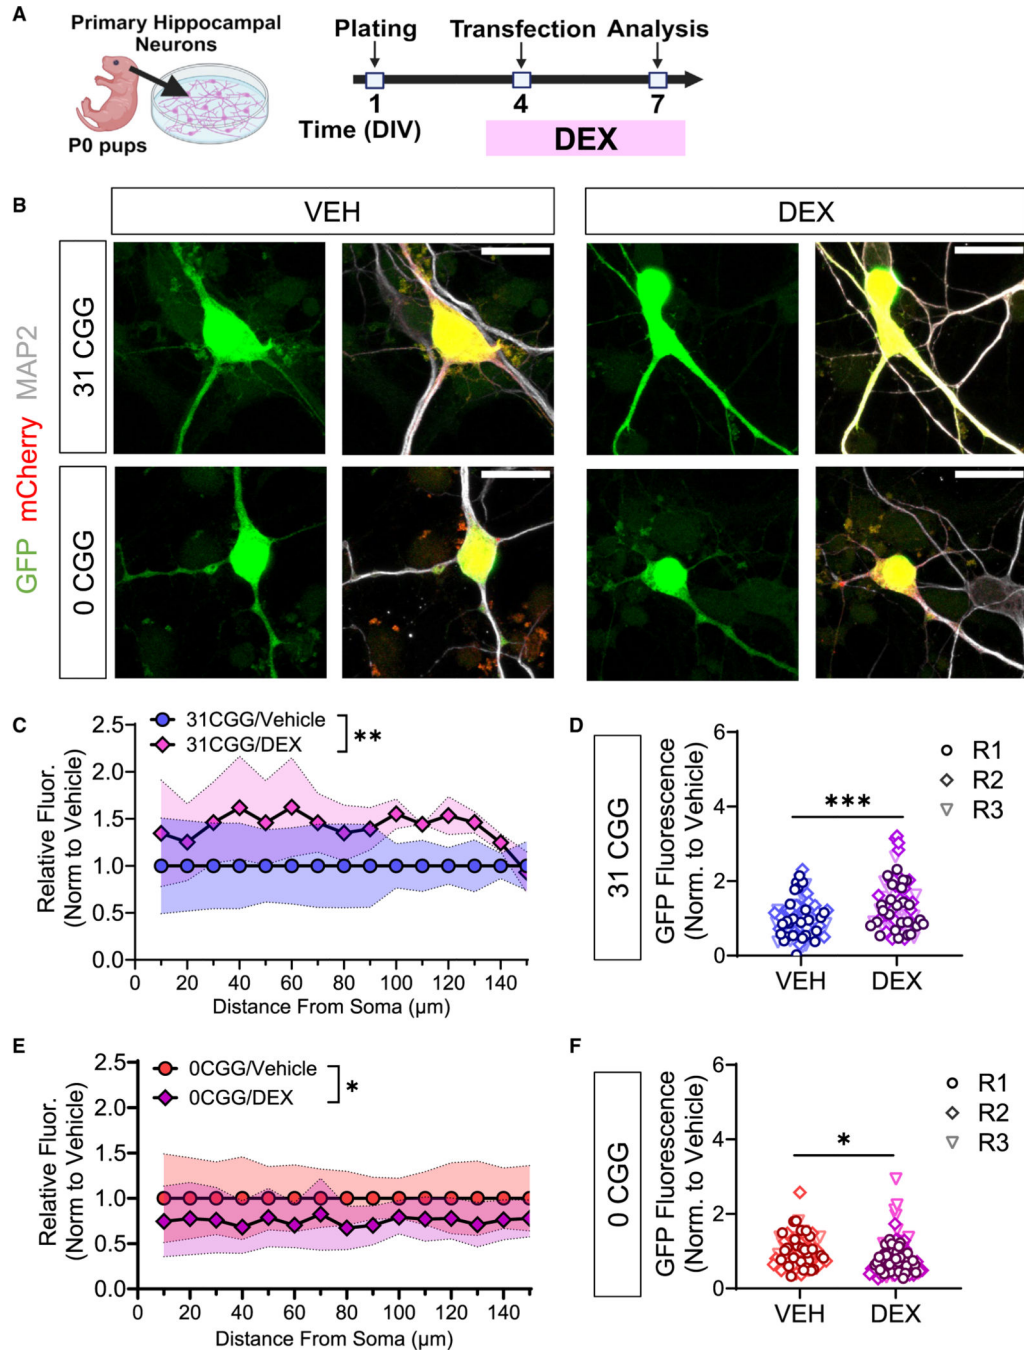 A
Primary Hippocampal
Neurons
P0 pups
Plating Transfection Analysis
1 4 7
Time (DIV)
DEX
B
VEH DEX
GFP mCherry MAP2
31 CGG
0 CGG
C
Relative Fluor.
(Norm to Vehicle)
2.5
2.0
1.5
1.0
0.5
0.0
31CGG/Vehicle
31CGG/DEX
**
0 20 40 60 80 100 120 140
Distance From Soma (µm)
D
31 CGG
GFP Fluorescence
(Norm. to Vehicle)
6
4
2
0
***
R1
R2
R3
VEH DEX
E
Relative Fluor.
(Norm to Vehicle)
2.5
2.0
1.5
1.0
0.5
0.0
0CGG/Vehicle
0CGG/DEX
*
0 20 40 60 80 100 120 140
Distance From Soma (µm)
F
0 CGG
GFP Fluorescence
(Norm. to Vehicle)
6
4
2
0
*
R1
R2
R3
VEH DEX